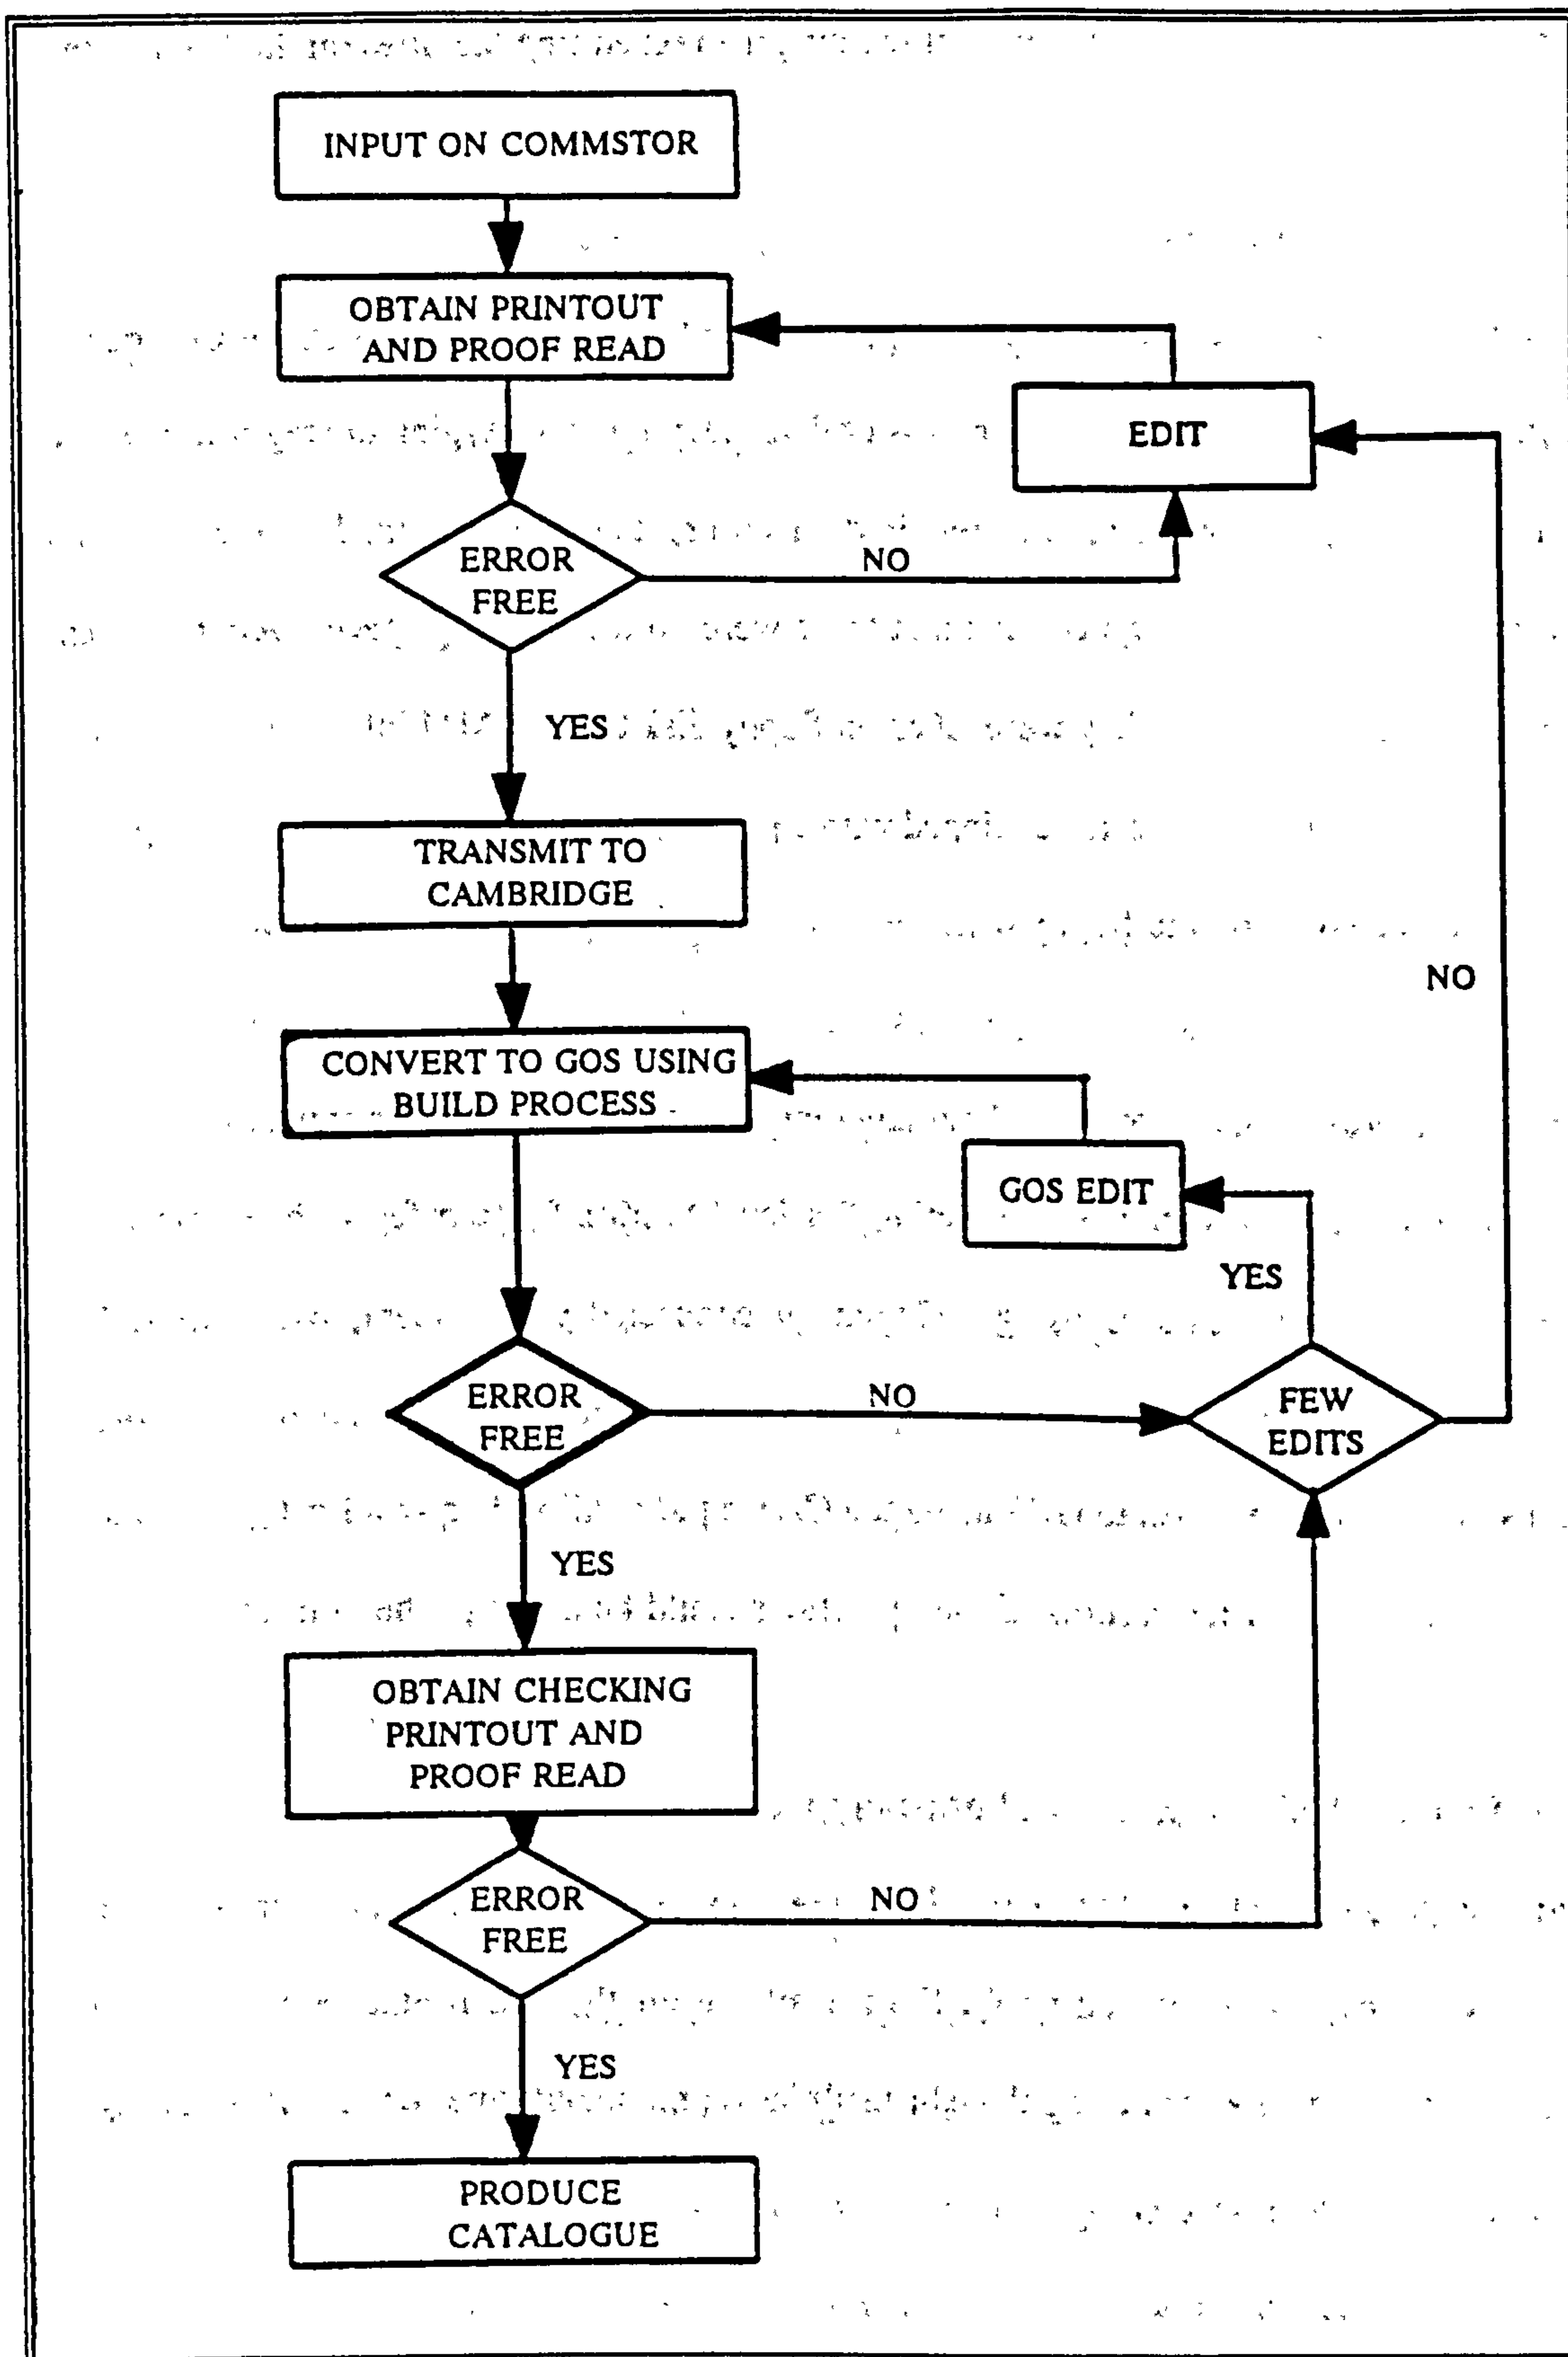 INPUT ON COMMSTOR
OBTAIN PRINTOUT
AND PROOF READ
EDIT
ERROR
FREE
NO
YES
TRANSMIT TO
CAMBRIDGE
NO
CONVERT TO GOS USING
BUILD PROCESS
GOS EDIT
YES
ERROR
FREE
NO
FEW
EDITS
YES
OBTAIN CHECKING
PRINTOUT AND
PROOF READ
ERROR
FREE
NO
YES
PRODUCE
CATALOGUE